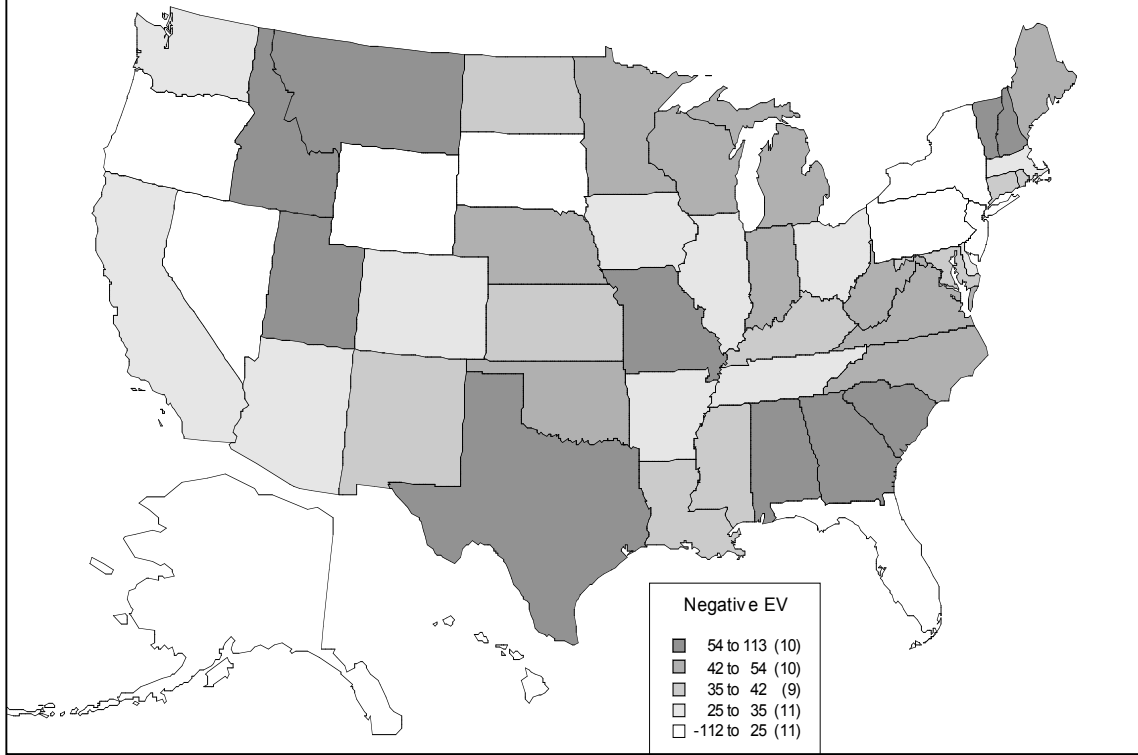 Negative EV
54 to 113 (10)
42 to 54 (10)
35 to 42 (9)
25 to 35 (11)
-112 to 25 (11)